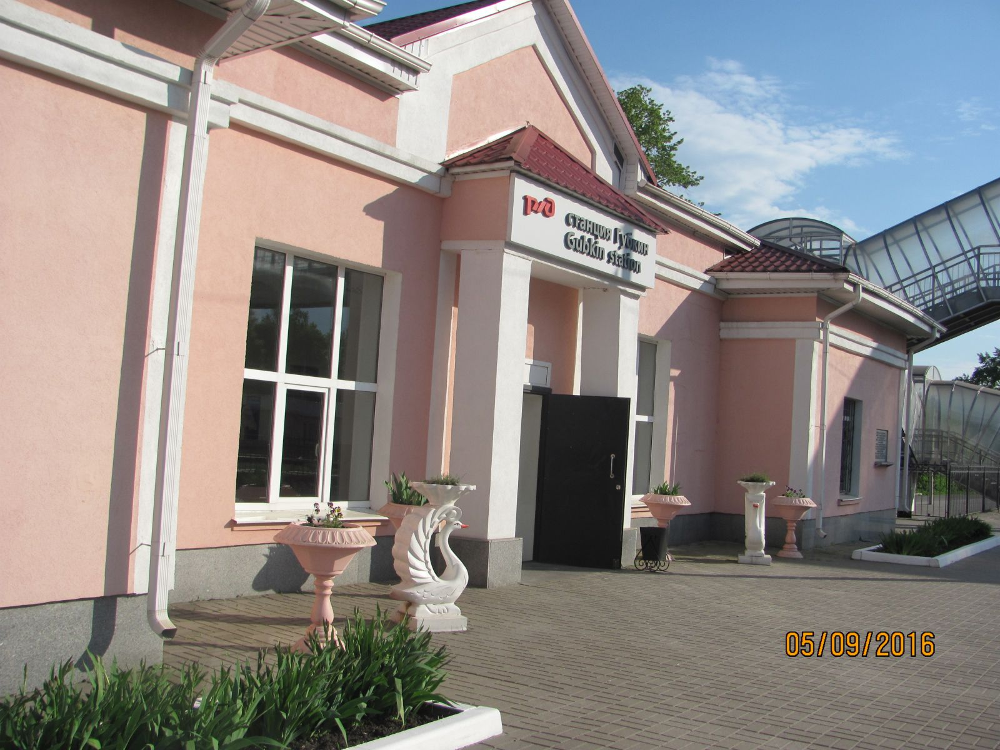 ржд
станция Губкин
Gubkin station
05/09/2016